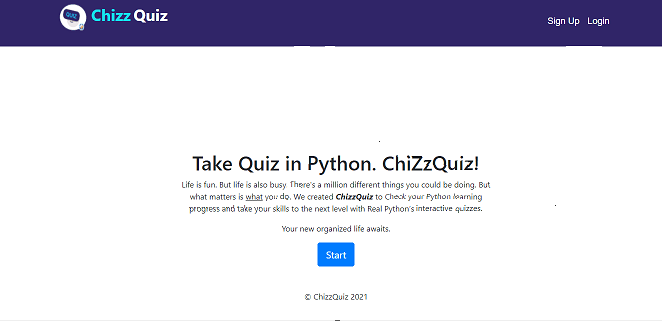 QUIZ
Chizz Quiz
Sign Up Login
Take Quiz in Python. ChiZzQuiz!
Life is fun. But life is also busy. There's a million different things you could be doing. But
what matters is what you do. We created ChizzQuiz to Check your Python learning
progress and take your skills to the next level with Real Python's interactive quizzes.
Your new organized life awaits.
Start
© ChizzQuiz 2021